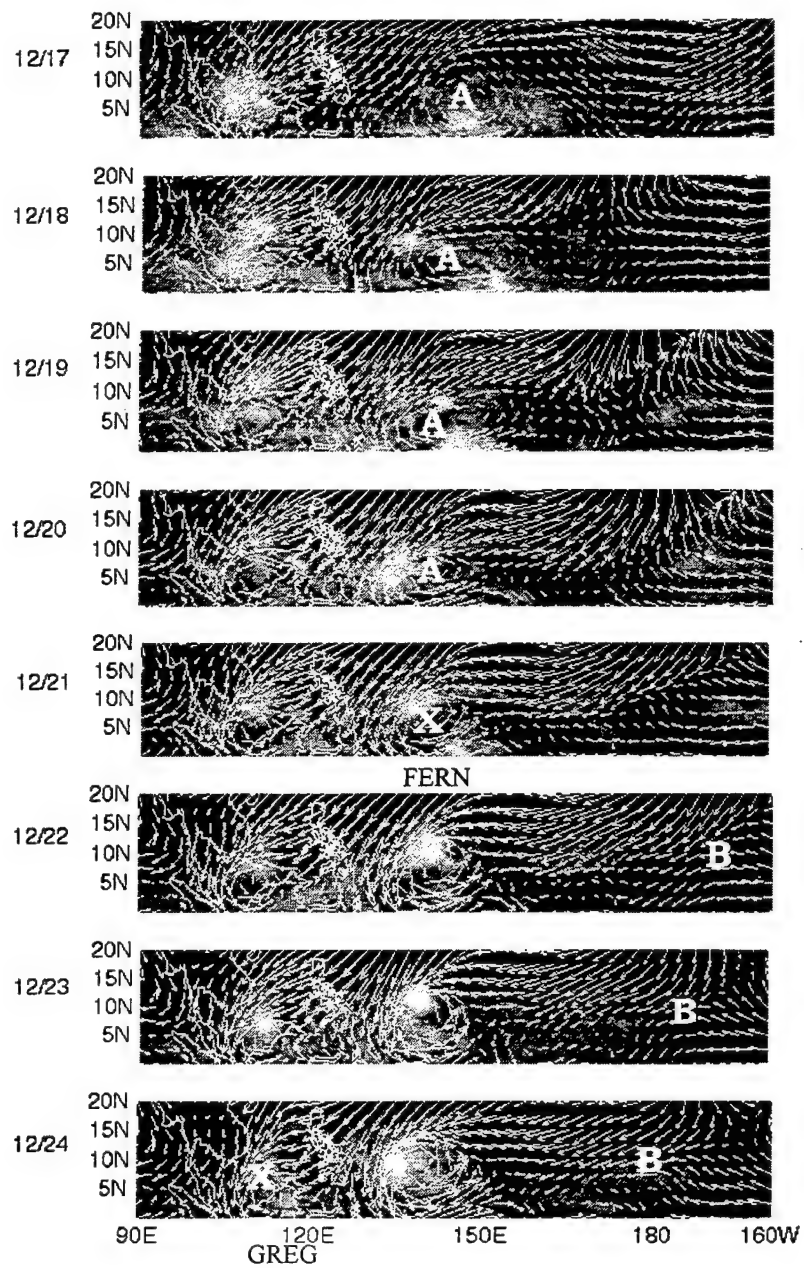 20N
12/17 15N
10N A
5N
20N
12/18 15N
10N
5N A
20N
12/19 15N
10N
5N A
20N
12/20 15N
10N
5N A
20N
12/21 15N
10N
5N X
FERN
20N
12/22 15N
10N B
5N
20N
12/23 15N
10N B
5N
20N
12/24 15N
10N B
5N X
90E 120E 150E 180 160W
GREG